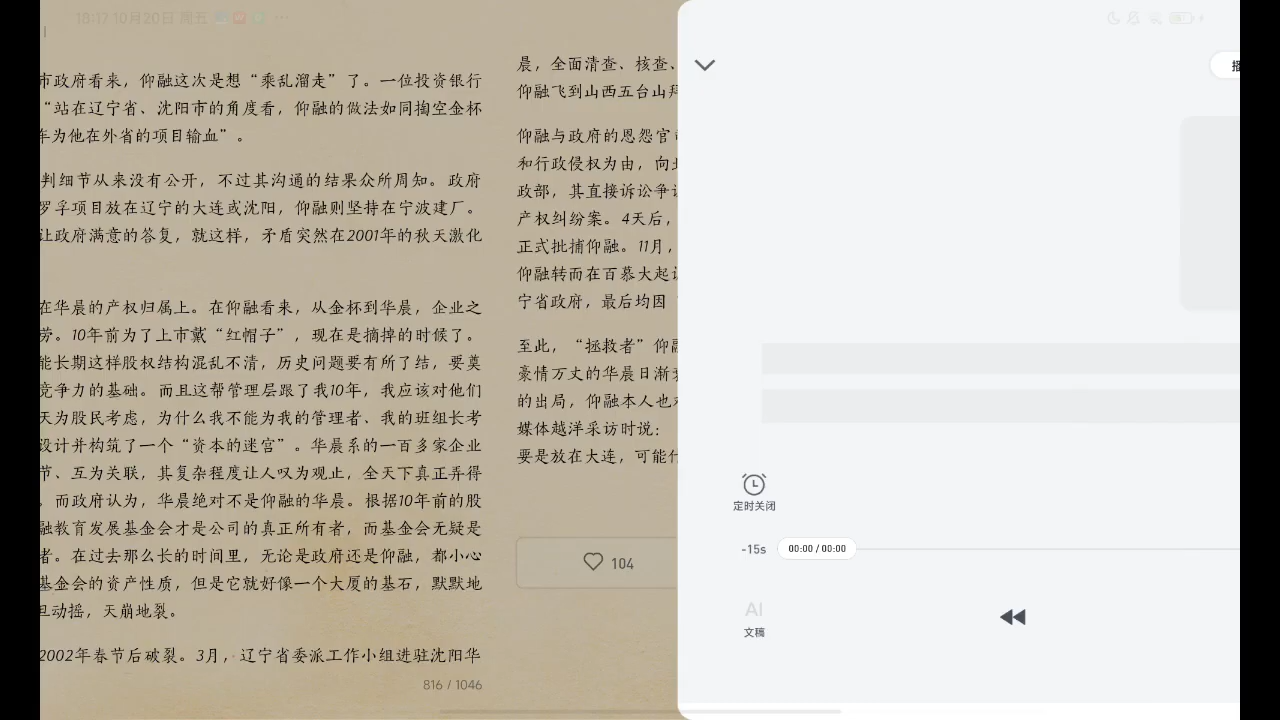 18:17 10月20日 周五
市政府看来，仰融这次是想“乘乱溜走”了。一位投资银行
“站在辽宁省、沈阳市的角度看，仰融的做法如同掏空金杯
为他在外省的项目输血”。
判细节从来没有公开，不过其沟通的结果众所周知。政府
罗孚项目放在辽宁的大连或沈阳，仰融则坚持在宁波建厂。
让政府满意的答复，就这样，矛盾突然在2001年的秋天激化
在华晨的产权归属上。在仰融看来，从金杯到华晨，企业之
劳。10年前为了上市戴“红帽子”，现在是摘掉的时候了。
能长期这样股权结构混乱不清，历史问题要有所了结，要奠
竞争力的基础。而且这帮管理层跟了我10年，我应该对他们
天为股民考虑，为什么我不能为我的管理者、我的班组长考
设计并构筑了一个“资本的迷宫”。华晨系的一百多家企业
节、互为关联，其复杂程度让人叹为观止，全天下真正弄得
。而政府认为，华晨绝对不是仰融的华晨。根据10年前的股
融教育发展基金会才是公司的真正所有者，而基金会无疑是
者。在过去那么长的时间里，无论是政府还是仰融，都小心
基金会的资产性质，但是它就好像一个大厦的基石，默默地
旦动摇，天崩地裂。
2002年春节后破裂。3月，辽宁省委派工作小组进驻沈阳华
816 / 1046
晨，全面清查、核查、
仰融飞到山西五台山拜
仰融与政府的恩怨官司
和行政侵权为由，向北
政部，其直接诉讼争议
产权纠纷案。4天后，
正式批捕仰融。11月，
仰融转而在百慕大起诉
宁省政府，最后均因
至此，“拯救者”仰融
豪情万丈的华晨日渐衰
的出局，仰融本人也对
媒体越洋采访时说：
要是放在大连，可能什
104
播
定时关闭
-15s
00:00 / 00:00
AI
文稿